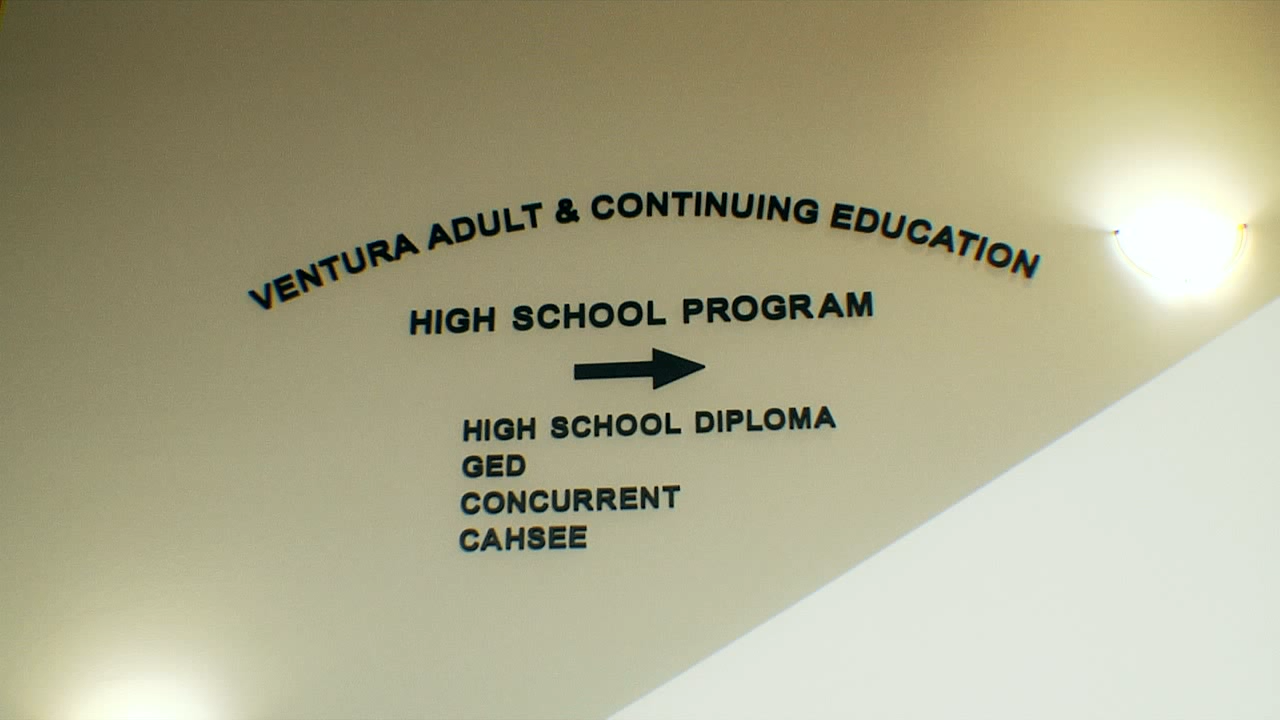 VENTURA ADULT & CONTINUING EDUCATION
HIGH SCHOOL PROGRAM
HIGH SCHOOL DIPLOMA
GED
CONCURRENT
CAHSEE